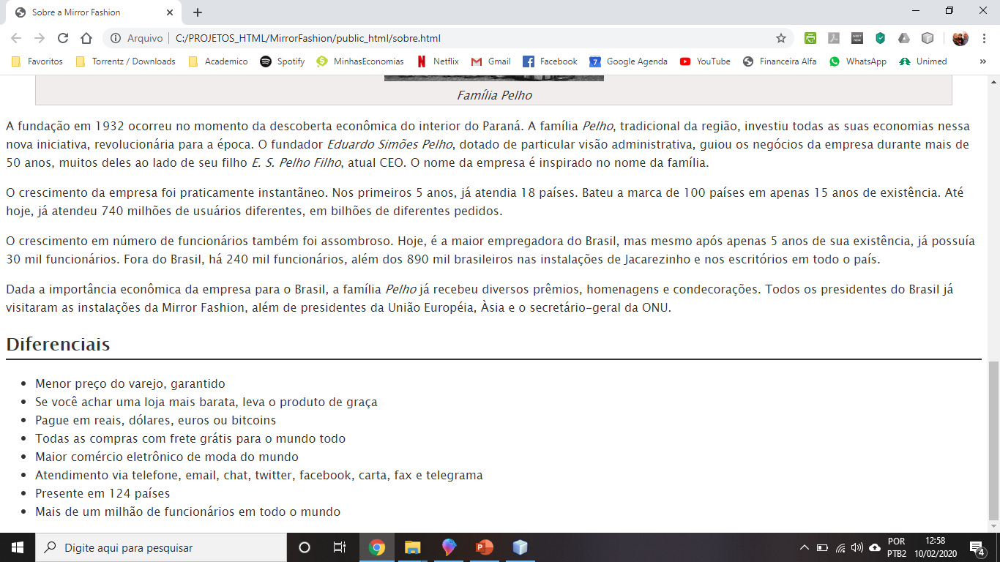 Sobre a Mirror Fashion
Arquivo
C:/PROJETOS_HTML/MirrorFashion/public_html/sobre.html
Favoritos
Torrentz / Downloads
Academico
Spotify
MinhasEconomias
Netflix
Gmail
Facebook
Google Agenda
YouTube
Financeira Alfa
WhatsApp
Unimed
Família Pelho
A fundação em 1932 ocorreu no momento da descoberta econômica do interior do Paraná. A família Pelho, tradicional da região, investiu todas as suas economias nessa
nova iniciativa, revolucionária para a época. O fundador Eduardo Simões Pelho, dotado de particular visão administrativa, guiou os negócios da empresa durante mais de
50 anos, muitos deles ao lado de seu filho E. S. Pelho Filho, atual CEO. O nome da empresa é inspirado no nome da família.
O crescimento da empresa foi praticamente instantãneo. Nos primeiros 5 anos, já atendia 18 países. Bateu a marca de 100 países em apenas 15 anos de existência. Até
hoje, já atendeu 740 milhões de usuários diferentes, em bilhões de diferentes pedidos.
O crescimento em número de funcionários também foi assombroso. Hoje, é a maior empregadora do Brasil, mas mesmo após apenas 5 anos de sua existência, já possuía
30 mil funcionários. Fora do Brasil, há 240 mil funcionários, além dos 890 mil brasileiros nas instalações de Jacarezinho e nos escritórios em todo o país.
Dada a importância econômica da empresa para o Brasil, a família Pelho já recebeu diversos prêmios, homenagens e condecorações. Todos os presidentes do Brasil já
visitaram as instalações da Mirror Fashion, além de presidentes da União Européia, Àsia e o secretário-geral da ONU.
Diferenciais
Menor preço do varejo, garantido
Se você achar uma loja mais barata, leva o produto de graça
Pague em reais, dólares, euros ou bitcoins
Todas as compras com frete grátis para o mundo todo
Maior comércio eletrônico de moda do mundo
Atendimento via telefone, email, chat, twitter, facebook, carta, fax e telegrama
Presente em 124 países
Mais de um milhão de funcionários em todo o mundo
Digite aqui para pesquisar
POR
PTB2
12:58
10/02/2020
4